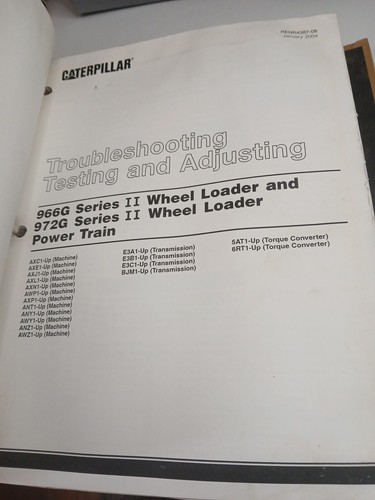 January 2004
CATERPILLAR®
Troubleshooting
Testing and Adjusting
966G Series II Wheel Loader and
972G Series II Wheel Loader
Power Train
AXC1-Up (Machine)
AXE1-Up (Machine)
AXJ1-Up (Machine)
AXL1-Up (Machine)
AXN1-Up (Machine)
AWP1-Up (Machine)
AXP1-Up (Machine)
ANT1-Up (Machine)
ANY1-Up (Machine)
AWY1-Up (Machine)
ANZ1-Up (Machine)
AWZ1-Up (Machine)
E3A1-Up (Transmission)
E3B1-Up (Transmission)
E3C1-Up (Transmission)
BJM1-Up (Transmission)
5AT1-Up (Torque Converter)
6RT1-Up (Torque Converter)